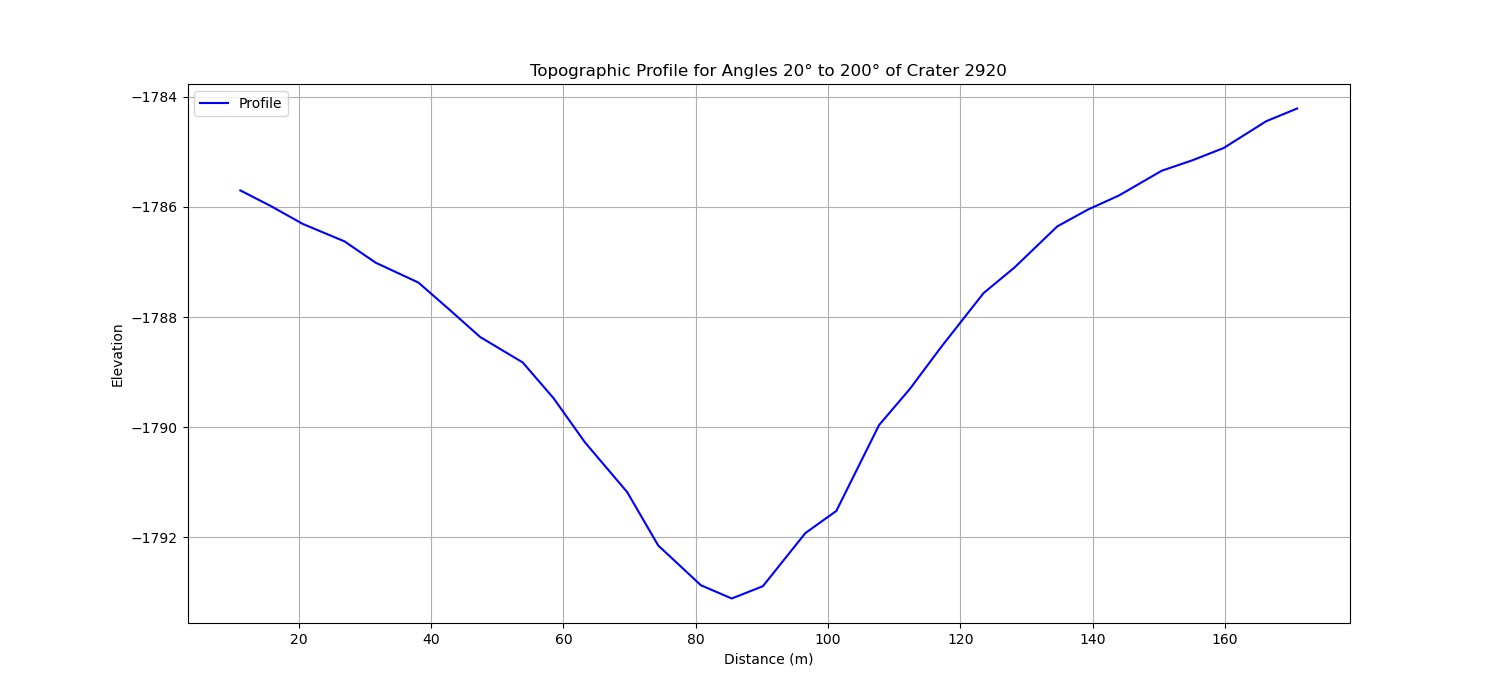 Topographic Profile for Angles 20° to 200° of Crater 2920
Profile
−1784
−1786
−1788
−1790
−1792
Elevation
20 40 60 80 100 120 140 160
Distance (m)